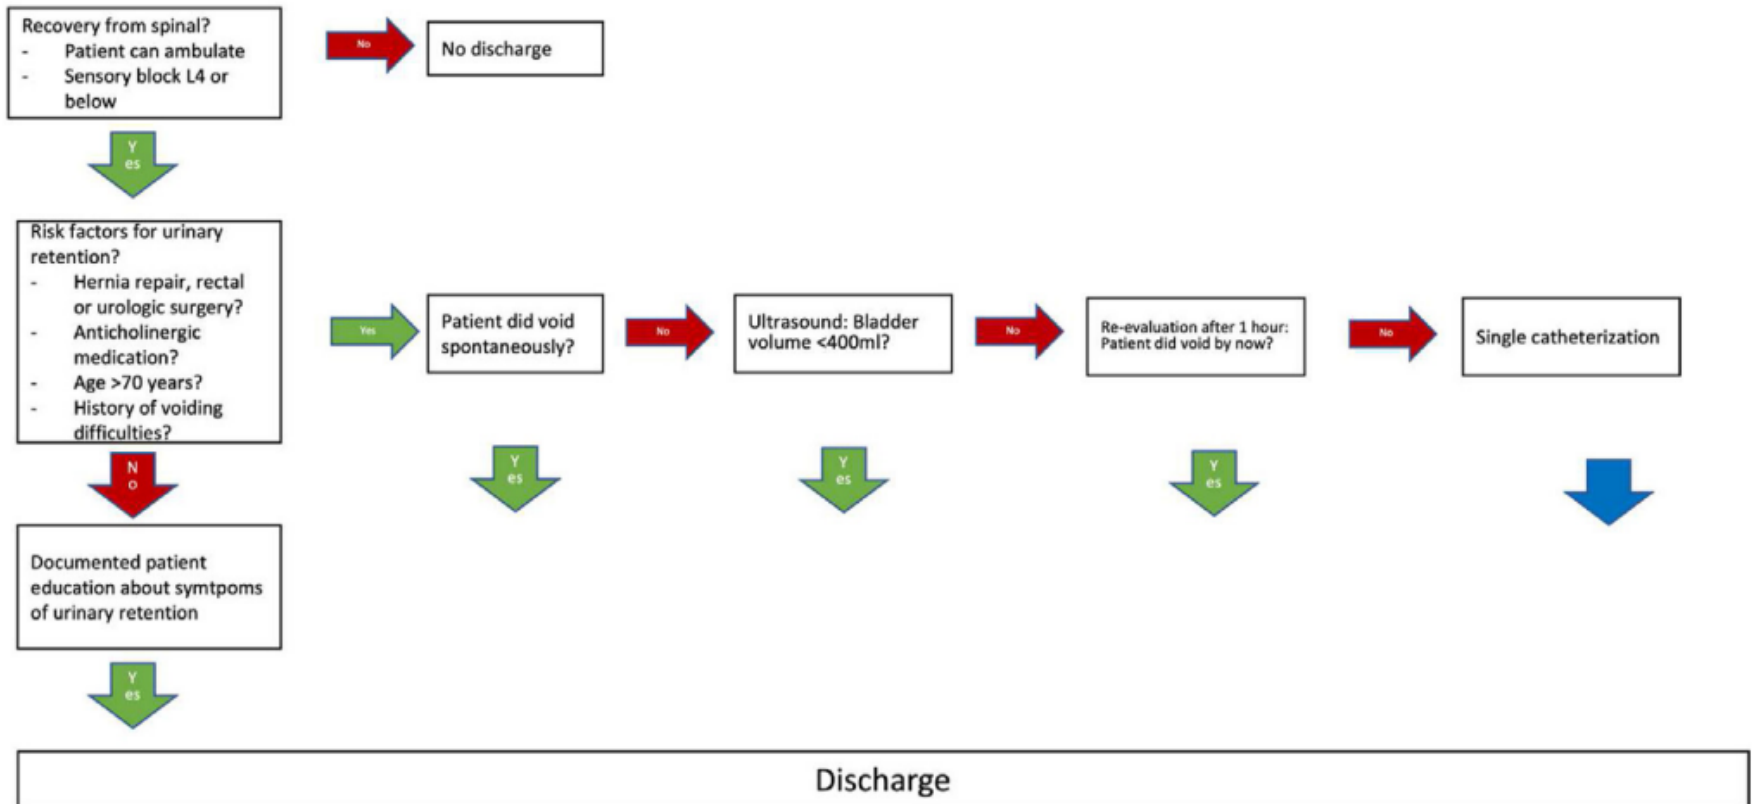 Recovery from spinal?
- Patient can ambulate
- Sensory block L4 or
below
No
No discharge
Y
es
Risk factors for urinary
retention?
- Hernia repair, rectal
or urologic surgery?
- Anticholinergic
medication?
- Age >70 years?
- History of voiding
difficulties?
Yes
Patient did void
spontaneously?
No
Ultrasound: Bladder
volume <400ml?
No
Re-evaluation after 1 hour:
Patient did void by now?
No
Single catheterization
N
o
Y
es
Y
es
Y
es
Documented patient
education about symtpoms
of urinary retention
Y
es
Discharge